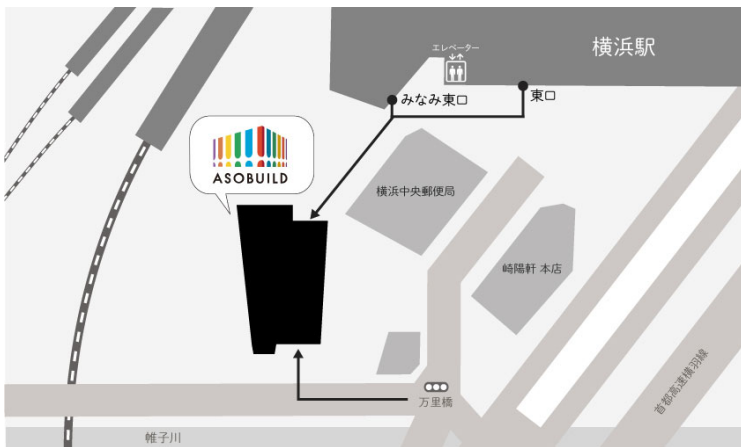 エレベーター
横浜駅
みなみ東口
東口
ASOBUILD
横浜中央郵便局
崎陽軒 本店
首都高速横羽線
万里橋
帷子川